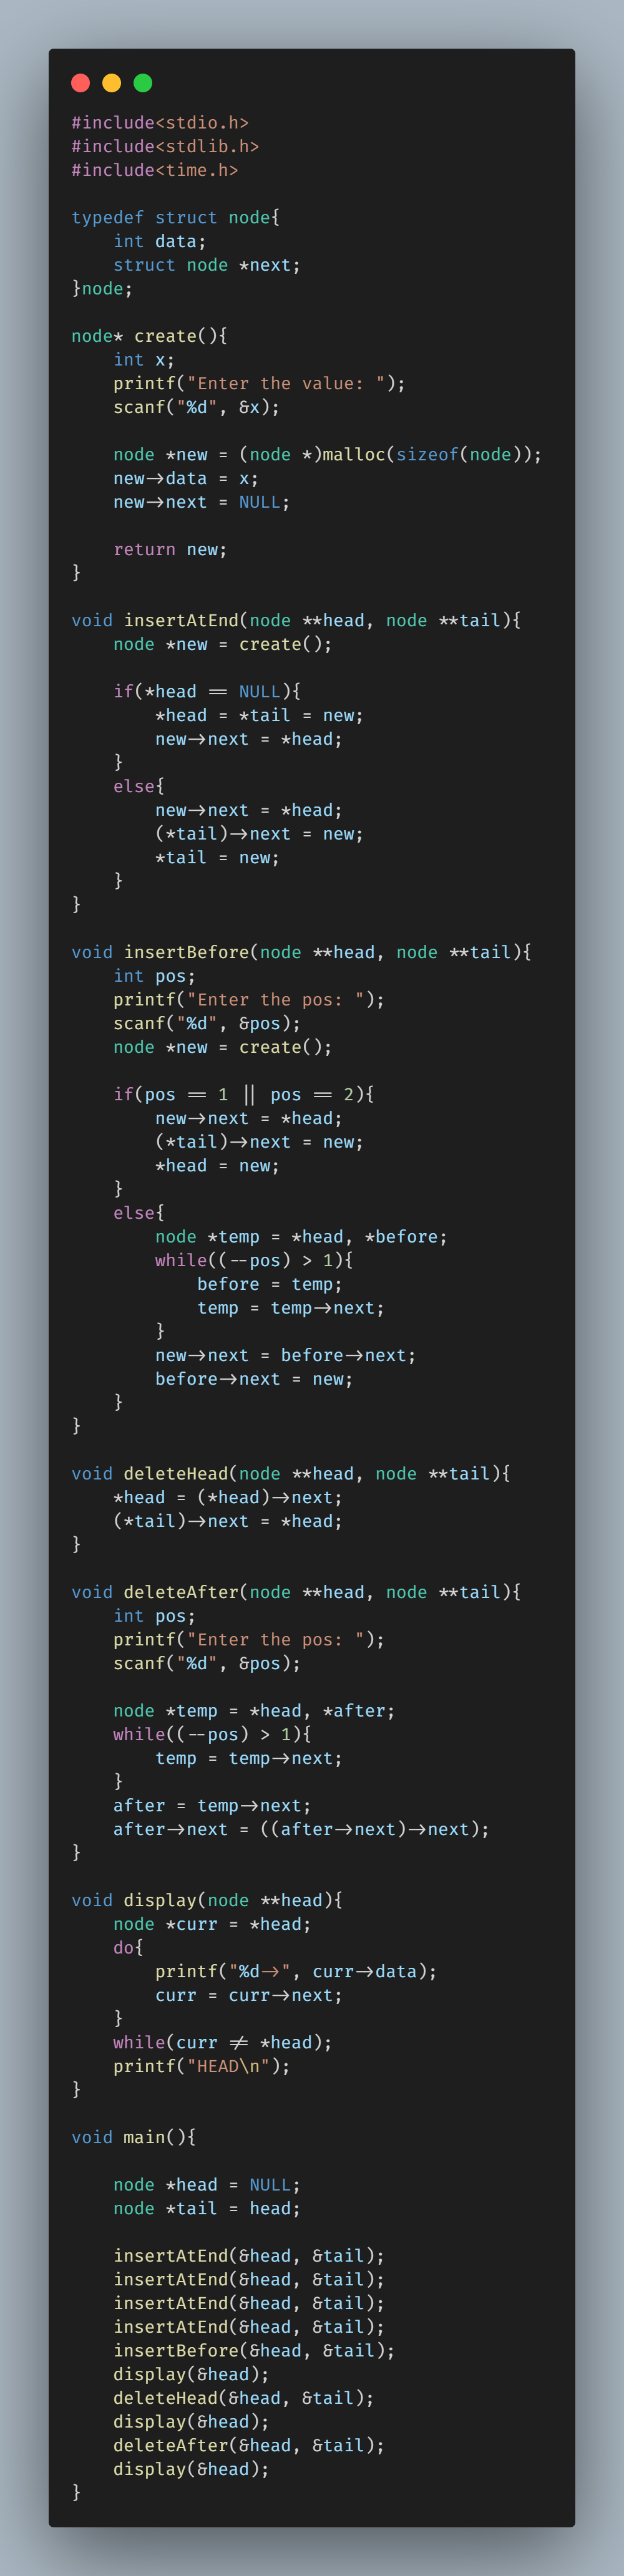 #include<stdio.h>
#include<stdlib.h>
#include<time.h>

typedef struct node{
    int data;
    struct node *next;
}node;

node* create(){
    int x;
    printf("Enter the value: ");
    scanf("%d", &x);

    node *new = (node *)malloc(sizeof(node));
    new->data = x;
    new->next = NULL;

    return new;
}

void insertAtEnd(node **head, node **tail){
    node *new = create();

    if(*head == NULL){
        *head = *tail = new;
        new->next = *head;
    }
    else{
        new->next = *head;
        (*tail)->next = new;
        *tail = new;
    }
}

void insertBefore(node **head, node **tail){
    int pos;
    printf("Enter the pos: ");
    scanf("%d", &pos);
    node *new = create();

    if(pos == 1 || pos == 2){
        new->next = *head;
        (*tail)->next = new;
        *head = new;
    }
    else{
        node *temp = *head, *before;
        while((--pos) > 1){
            before = temp;
            temp = temp->next;
        }
        new->next = before->next;
        before->next = new;
    }
}

void deleteHead(node **head, node **tail){
    *head = (*head)->next;
    (*tail)->next = *head;
}

void deleteAfter(node **head, node **tail){
    int pos;
    printf("Enter the pos: ");
    scanf("%d", &pos);

    node *temp = *head, *after;
    while((--pos) > 1){
        temp = temp->next;
    }
    after = temp->next;
    after->next = ((after->next)->next);
}

void display(node **head){
    node *curr = *head;
    do{
        printf("%d->", curr->data);
        curr = curr->next;
    }
    while(curr != *head);
    printf("HEAD\n");
}

void main(){

    node *head = NULL;
    node *tail = head;

    insertAtEnd(&head, &tail);
    insertAtEnd(&head, &tail);
    insertAtEnd(&head, &tail);
    insertAtEnd(&head, &tail);
    insertBefore(&head, &tail);
    display(&head);
    deleteHead(&head, &tail);
    display(&head);
    deleteAfter(&head, &tail);
    display(&head);
}